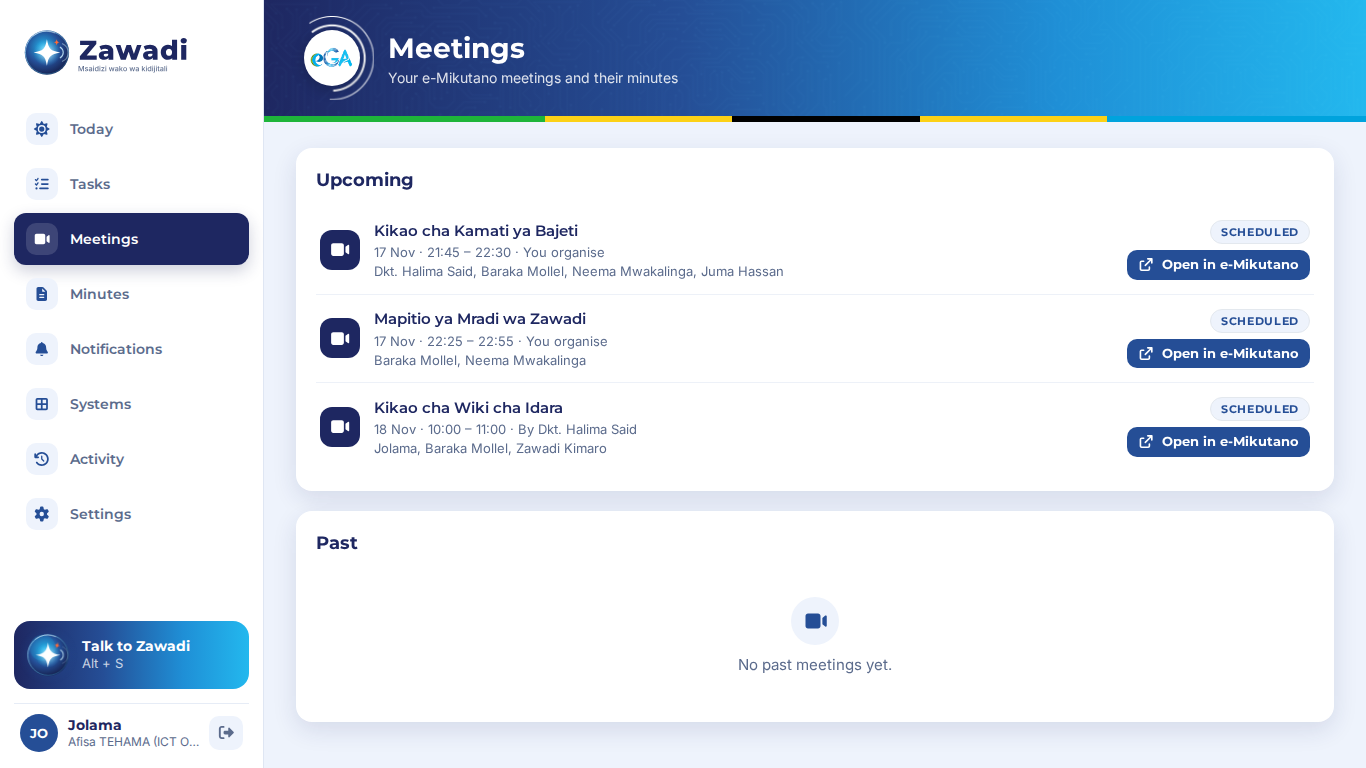 Zawadi
Msaidizi wako wa kidijitali
Today
Tasks
Meetings
Minutes
Notifications
Systems
Activity
Settings
Talk to Zawadi
Alt + S
JO
Jolama
Afisa TEHAMA (ICT O...
eGA
Meetings
Your e-Mikutano meetings and their minutes
Upcoming
Kikao cha Kamati ya Bajeti
17 Nov · 21:45 – 22:30 · You organise
Dkt. Halima Said, Baraka Mollel, Neema Mwakalinga, Juma Hassan
SCHEDULED
Open in e-Mikutano
Mapitio ya Mradi wa Zawadi
17 Nov · 22:25 – 22:55 · You organise
Baraka Mollel, Neema Mwakalinga
SCHEDULED
Open in e-Mikutano
Kikao cha Wiki cha Idara
18 Nov · 10:00 – 11:00 · By Dkt. Halima Said
Jolama, Baraka Mollel, Zawadi Kimaro
SCHEDULED
Open in e-Mikutano
Past
No past meetings yet.